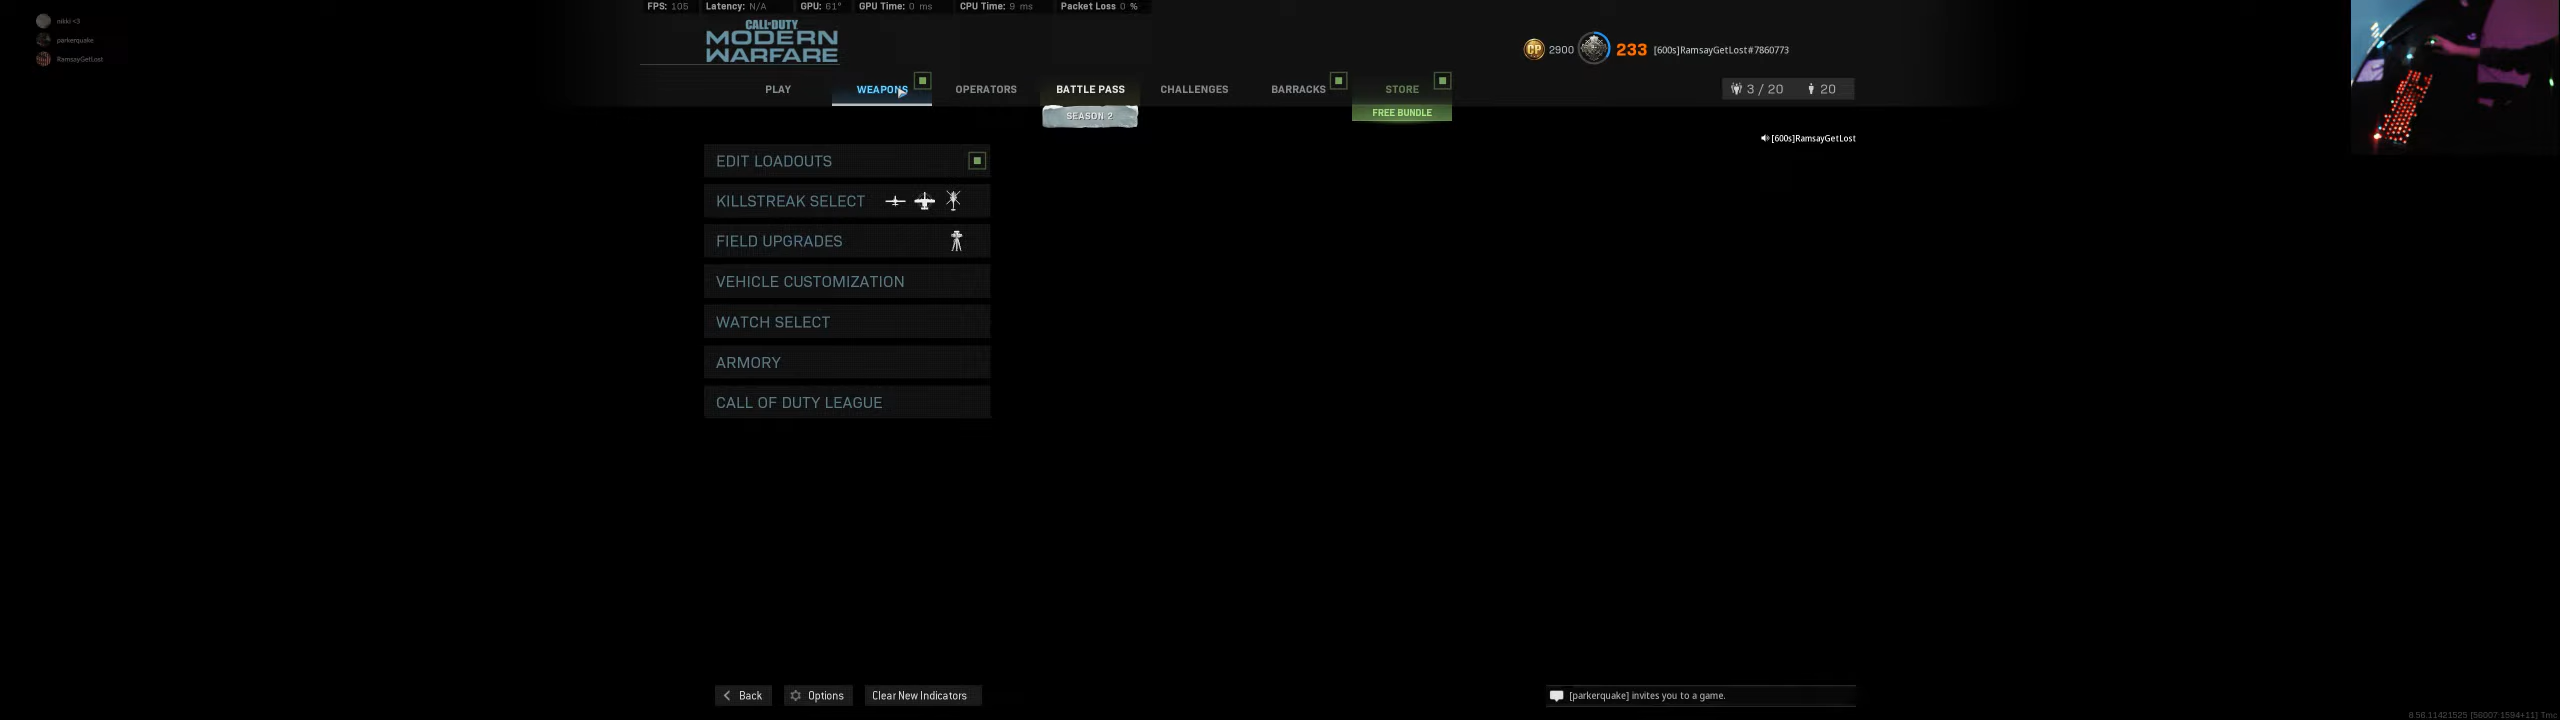 nikki <3
parkerquake
RamsayGetLost
FPS: 105 Latency: N/A GPU: 61° GPU Time: 0 ms CPU Time: 9 ms Packet Loss 0 %
CALL OF DUTY
MODERN
WARFARE
CP 2900 233 [600s]RamsayGetLost#7860773
PLAY WEAPONS OPERATORS BATTLE PASS CHALLENGES BARRACKS STORE 3 / 20 20
SEASON 2 FREE BUNDLE
[600s]RamsayGetLost
EDIT LOADOUTS
KILLSTREAK SELECT
FIELD UPGRADES
VEHICLE CUSTOMIZATION
WATCH SELECT
ARMORY
CALL OF DUTY LEAGUE
Back Options Clear New Indicators [parkerquake] invites you to a game.